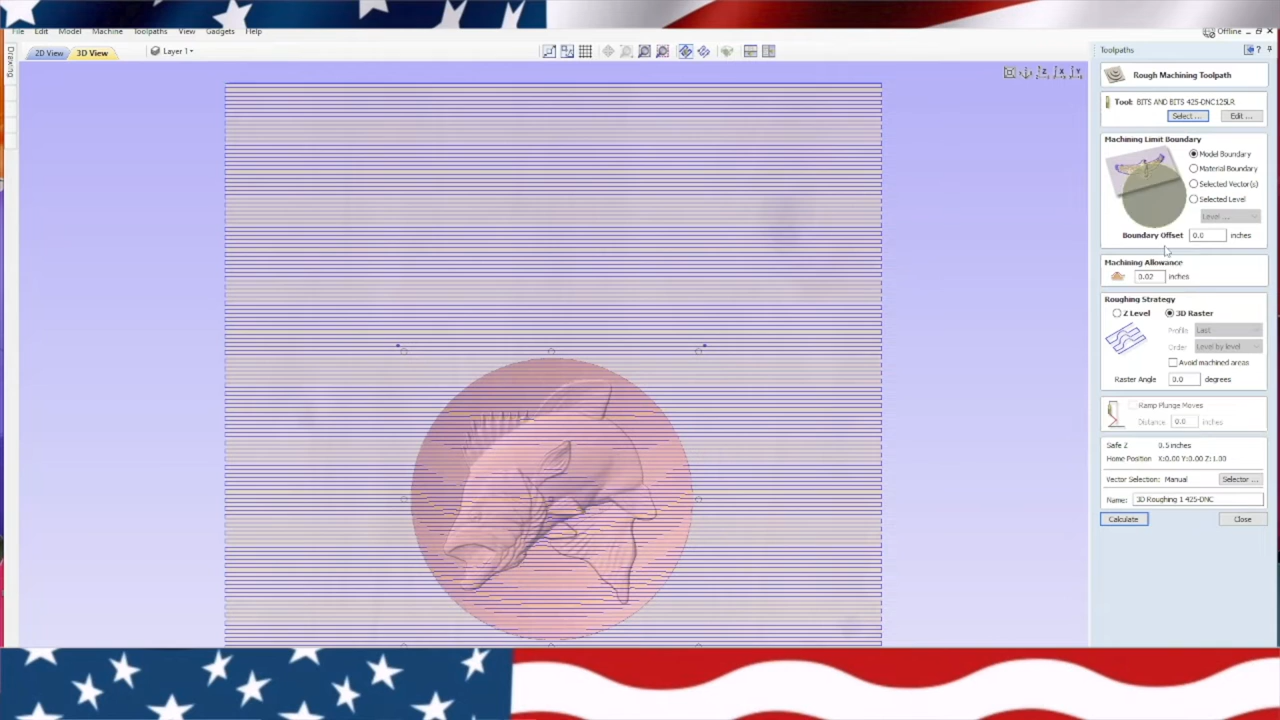 File Edit Model Machine Toolpaths View Gadgets Help
Offline
Drawing
2D View
3D View
Layer 1
Toolpaths
Rough Machining Toolpath
Tool: BITS AND BITS 425-DNC125LR
Select ...
Edit ...
Machining Limit Boundary
Model Boundary
Material Boundary
Selected Vector(s)
Selected Level
Level ...
Boundary Offset 0.0 inches
Machining Allowance
0.02 inches
Roughing Strategy
Z Level
3D Raster
Profile Last
Order Level by level
Avoid machined areas
Raster Angle 0.0 degrees
Ramp Plunge Moves
Distance 0.0 inches
Safe Z 0.5 inches
Home Position X:0.00 Y:0.00 Z:1.00
Vector Selection: Manual
Selector ...
Name: 3D Roughing 1 425-DNC
Calculate
Close